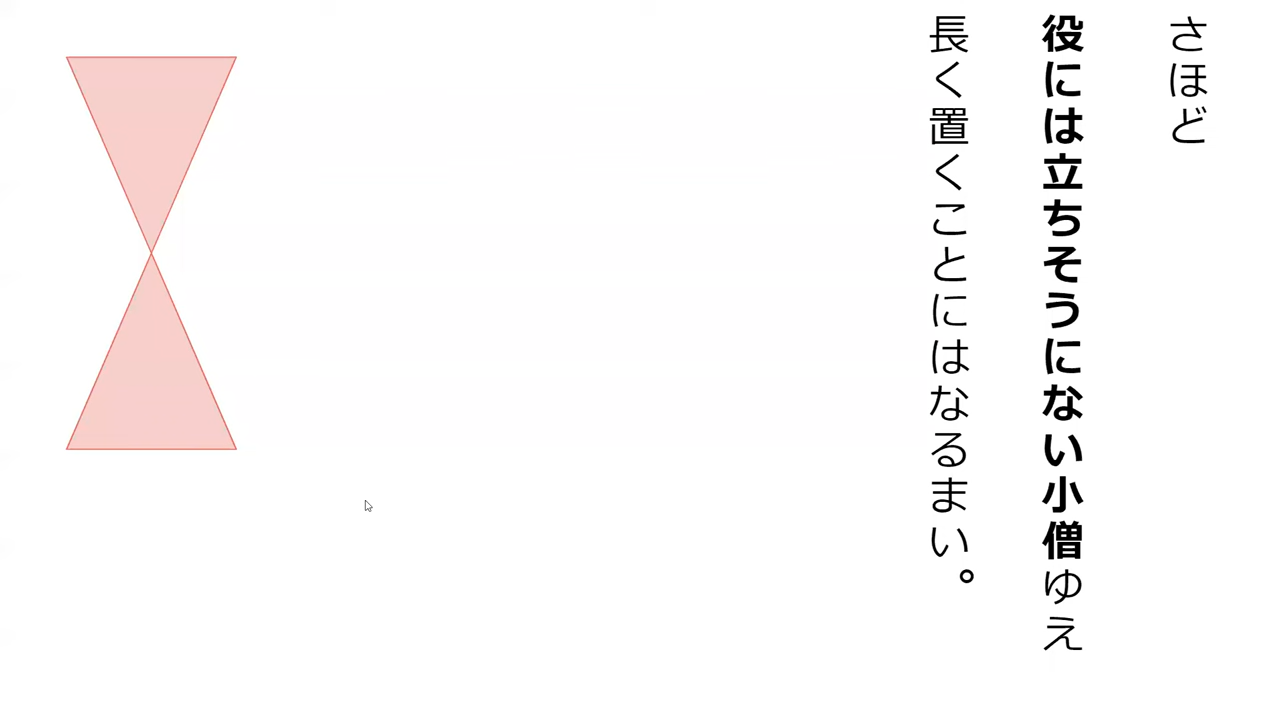 さほど
役には立ちそうにない小僧ゆえ
長く置くことにはなるまい。